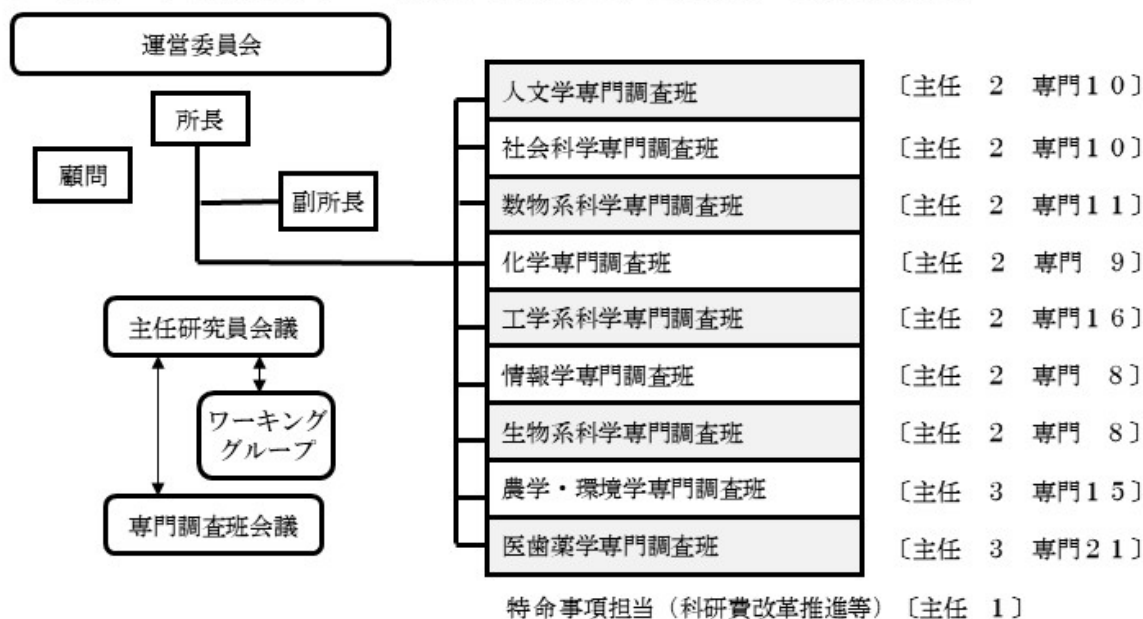 運営委員会
所長
顧問
副所長
主任研究員会議
ワーキング
グループ
専門調査班会議
人文学専門調査班 〔主任 2 専門10〕
社会科学専門調査班 〔主任 2 専門10〕
数物系科学専門調査班 〔主任 2 専門11〕
化学専門調査班 〔主任 2 専門 9〕
工学系科学専門調査班 〔主任 2 専門16〕
情報学専門調査班 〔主任 2 専門 8〕
生物系科学専門調査班 〔主任 2 専門 8〕
農学・環境学専門調査班 〔主任 3 専門15〕
医歯薬学専門調査班 〔主任 3 専門21〕
特命事項担当（科研費改革推進等）〔主任 1〕